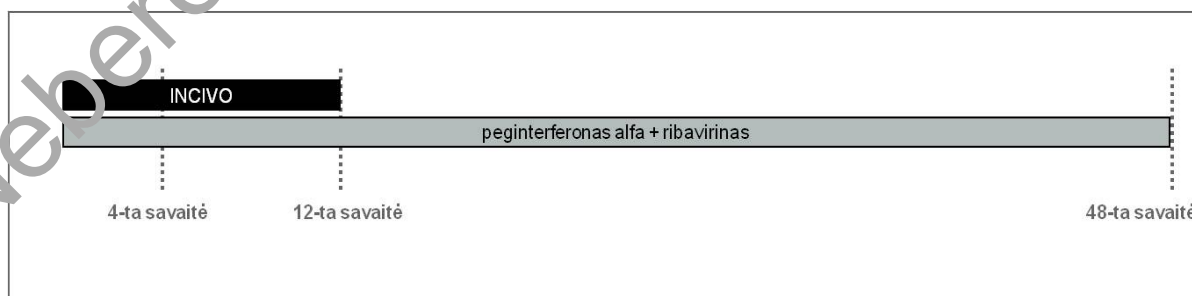 INCIVO
peginterferonas alfa + ribavirinas
4-ta savaitė 12-ta savaitė 48-ta savaitė